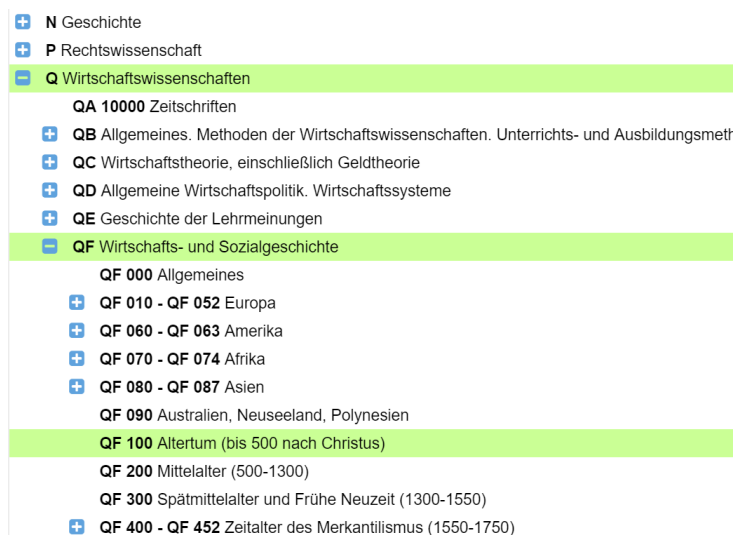 N Geschichte
P Rechtswissenschaft
Q Wirtschaftswissenschaften
QA 10000 Zeitschriften
QB Allgemeines. Methoden der Wirtschaftswissenschaften. Unterrichts- und Ausbildungsmeth
QC Wirtschaftstheorie, einschließlich Geldtheorie
QD Allgemeine Wirtschaftspolitik. Wirtschaftssysteme
QE Geschichte der Lehrmeinungen
QF Wirtschafts- und Sozialgeschichte
QF 000 Allgemeines
QF 010 - QF 052 Europa
QF 060 - QF 063 Amerika
QF 070 - QF 074 Afrika
QF 080 - QF 087 Asien
QF 090 Australien, Neuseeland, Polynesien
QF 100 Altertum (bis 500 nach Christus)
QF 200 Mittelalter (500-1300)
QF 300 Spätmittelalter und Frühe Neuzeit (1300-1550)
QF 400 - QF 452 Zeitalter des Merkantilismus (1550-1750)